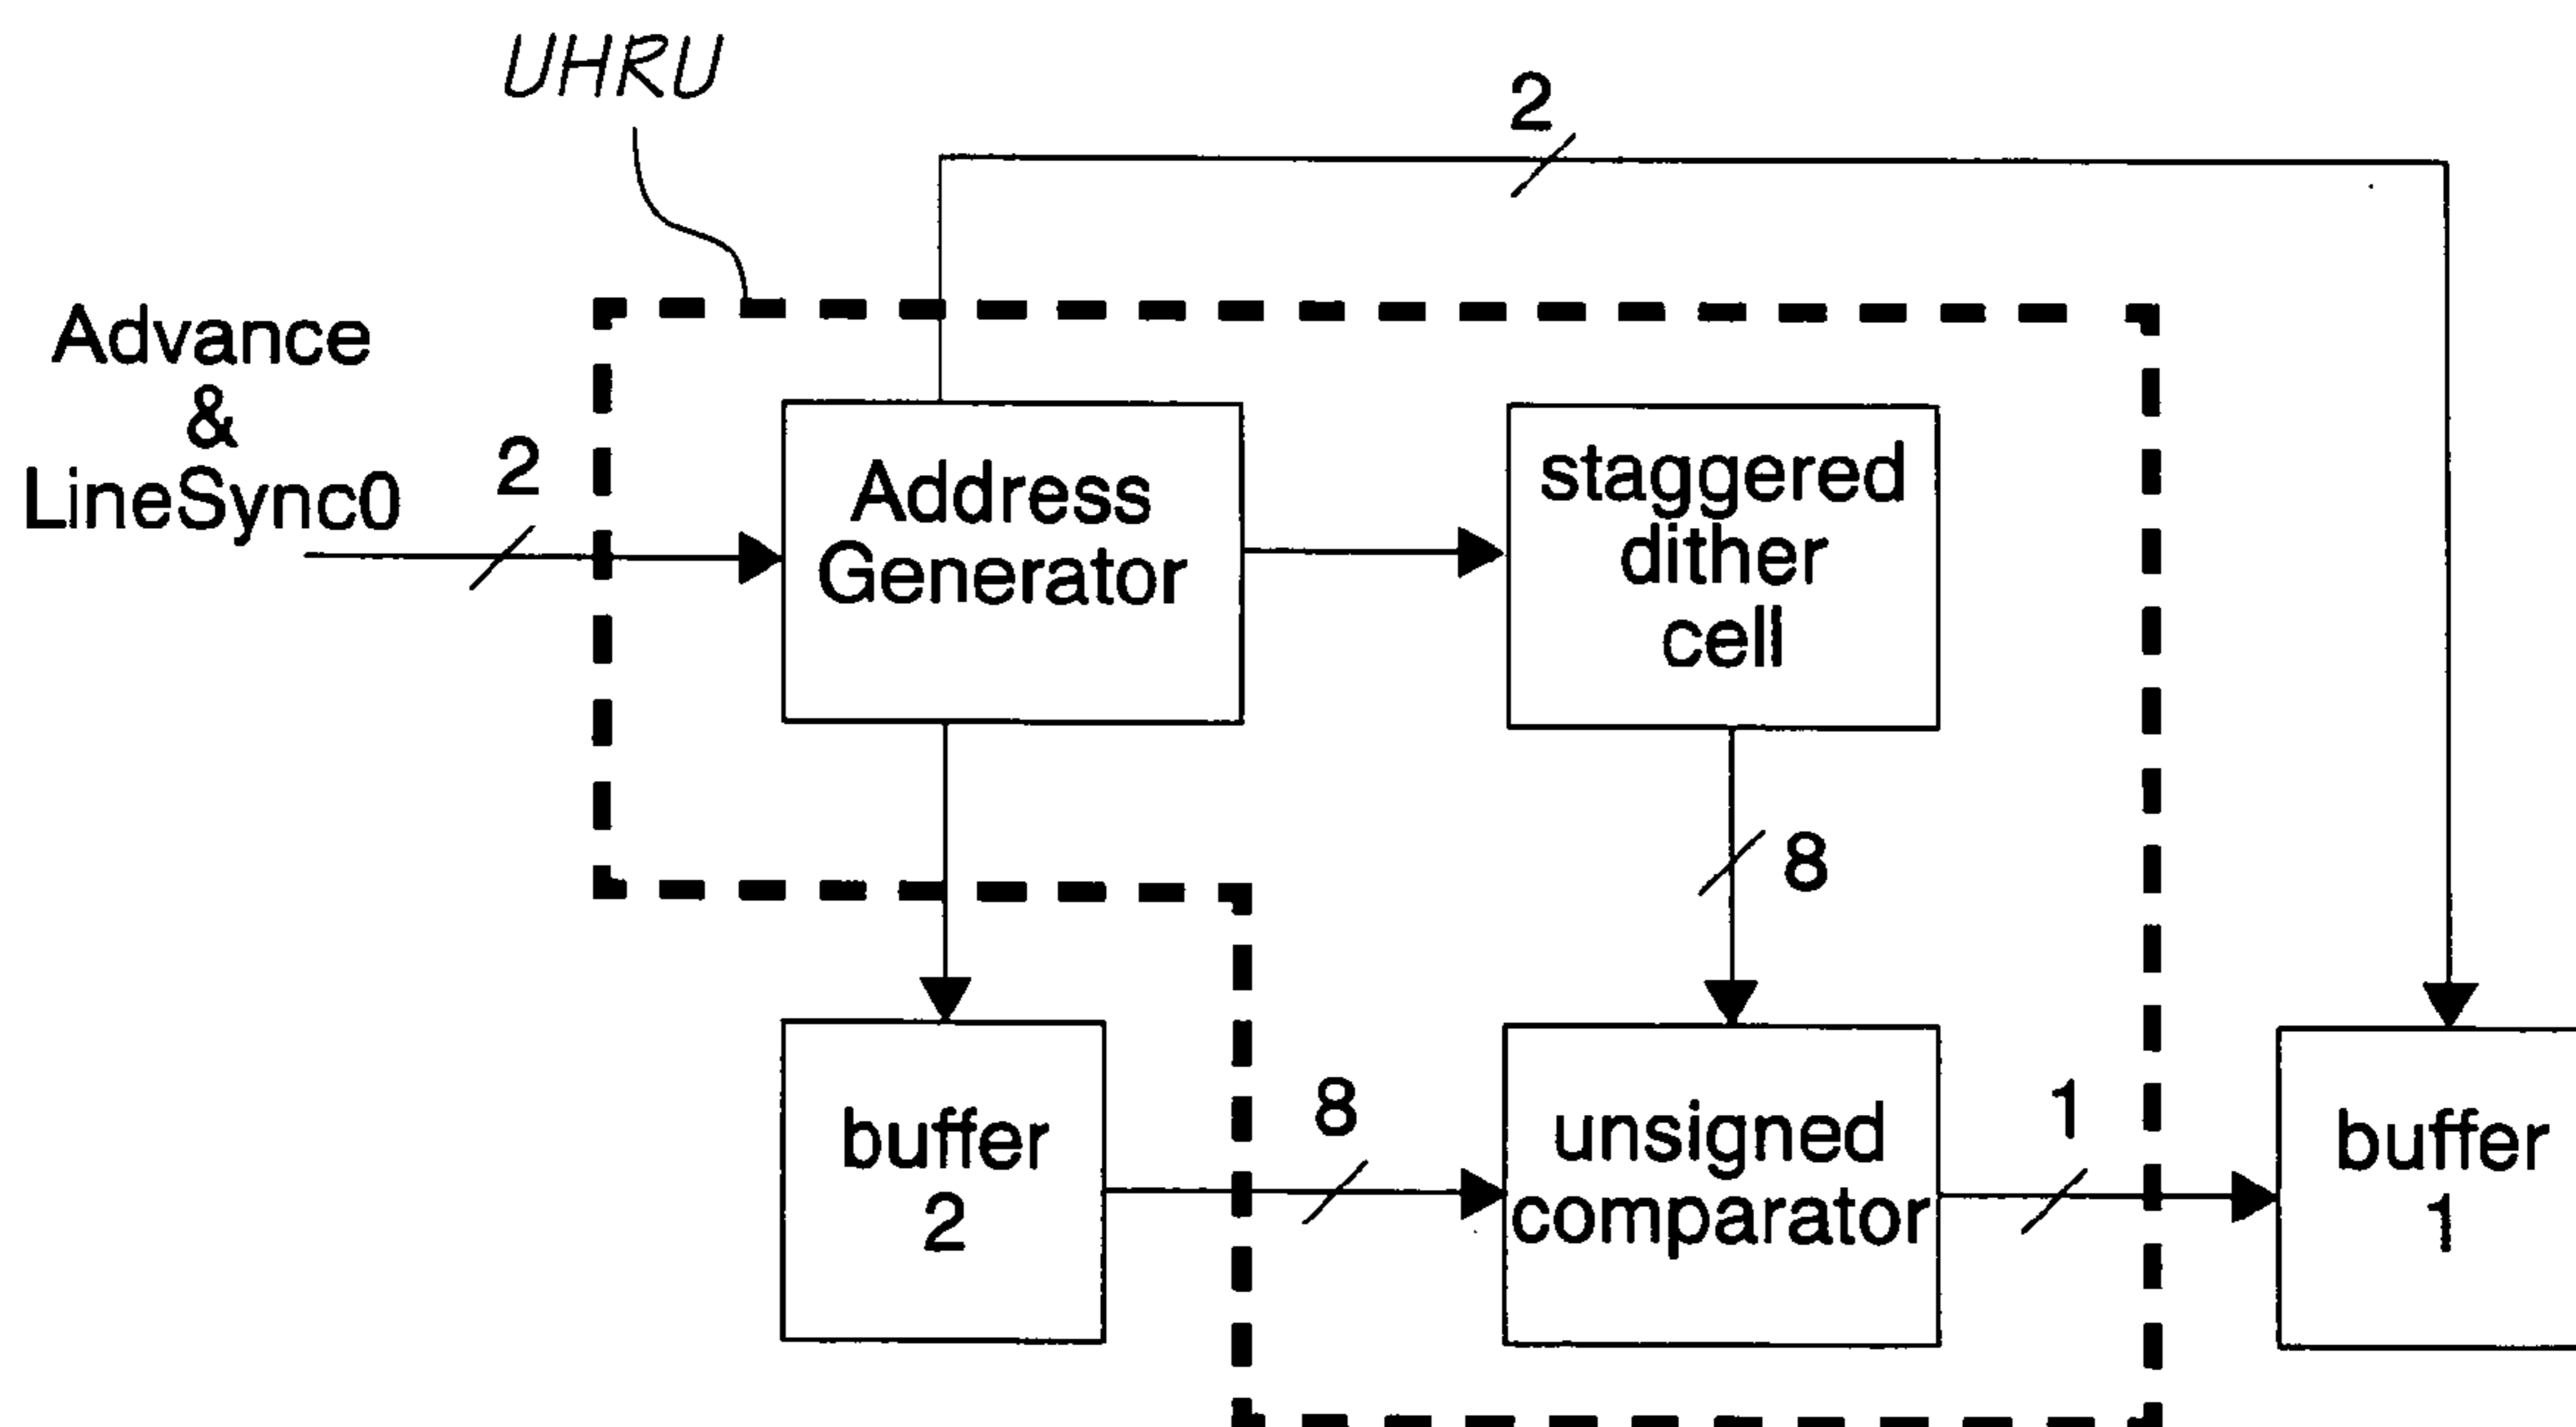 UHRU
2
Advance
&
LineSync0
2
Address
Generator
staggered
dither
cell
8
buffer
2
8
unsigned
comparator
1
buffer
1